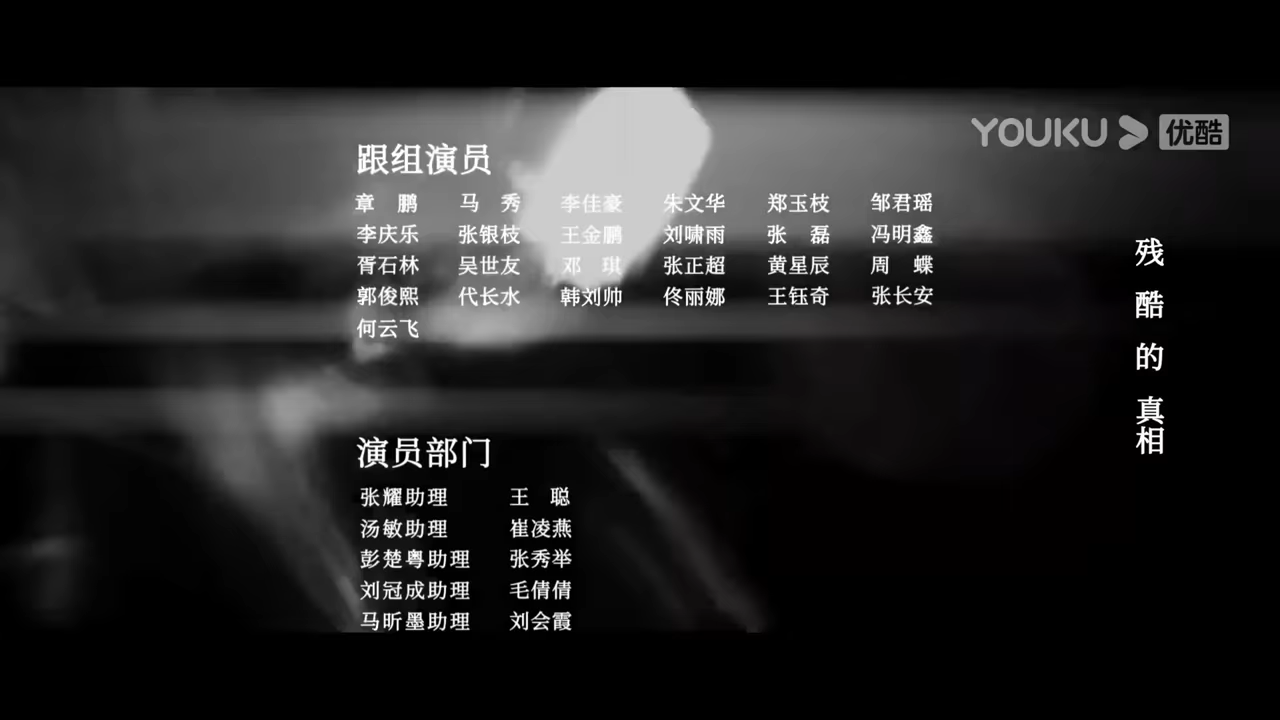 YOUKU 优酷
跟组演员
章 鹏 马 秀 李佳豪 朱文华 郑玉枝 邹君瑶
李庆乐 张银枝 王金鹏 刘啸雨 张 磊 冯明鑫
胥石林 吴世友 邓 琪 张正超 黄星辰 周 蝶
郭俊熙 代长水 韩刘帅 佟丽娜 王钰奇 张长安
何云飞
演员部门
张耀助理 王 聪
汤敏助理 崔凌燕
彭楚粤助理 张秀举
刘冠成助理 毛倩倩
马昕墨助理 刘会霞
残酷的真相